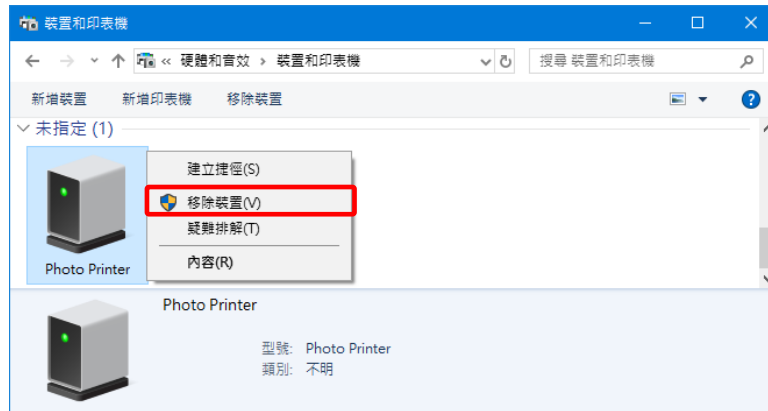 裝置和印表機
« 硬體和音效 › 裝置和印表機
搜尋 裝置和印表機
新增裝置 新增印表機 移除裝置
未指定 (1)
建立捷徑(S)
移除裝置(V)
疑難排解(T)
內容(R)
Photo Printer
Photo Printer
型號: Photo Printer
類別: 不明